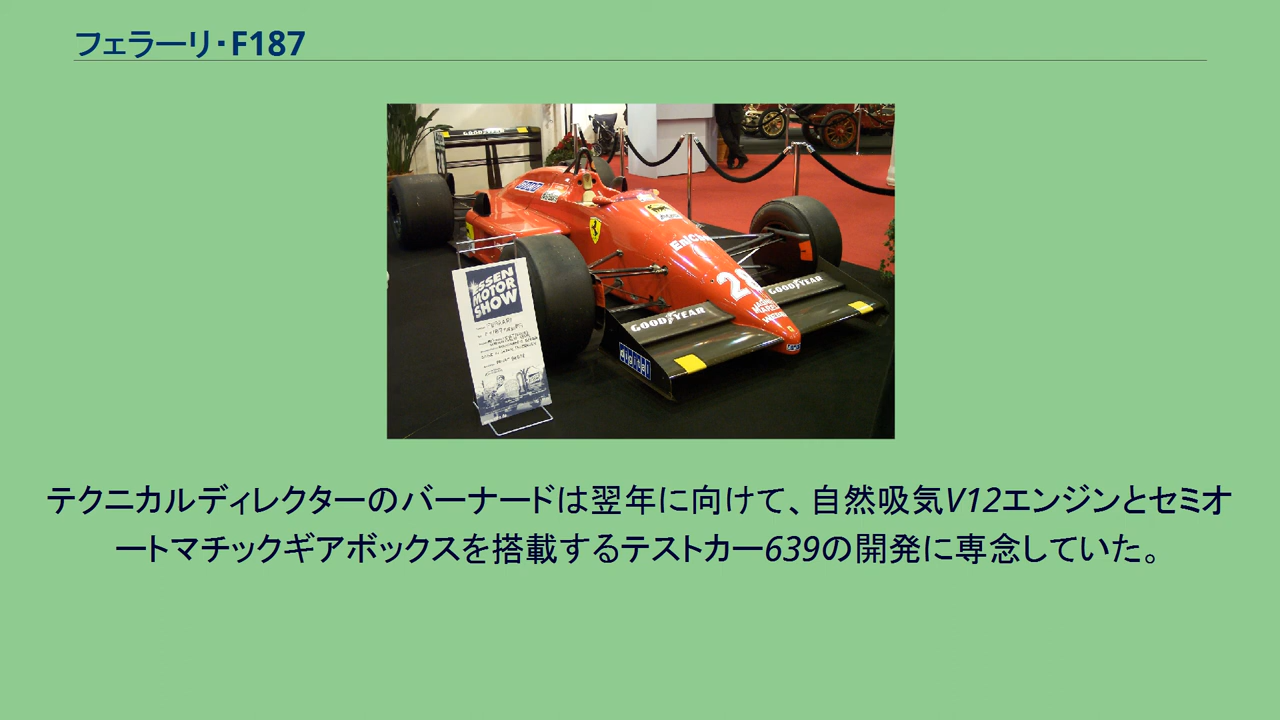 フェラーリ・F187
GOODYEAR
GOODYEAR
GOODYEAR
digital
ESSEN
MOTOR
SHOW
テクニカルディレクターのバーナードは翌年に向けて、自然吸気V12エンジンとセミオ
ートマチックギアボックスを搭載するテストカー639の開発に専念していた。